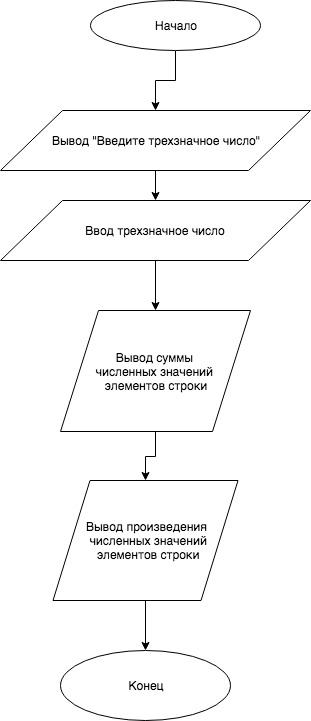 Начало
Вывод "Введите трехзначное число"
Ввод трехзначное число
Вывод суммы
численных значений
элементов строки
Вывод произведения
численных значений
элементов строки
Конец